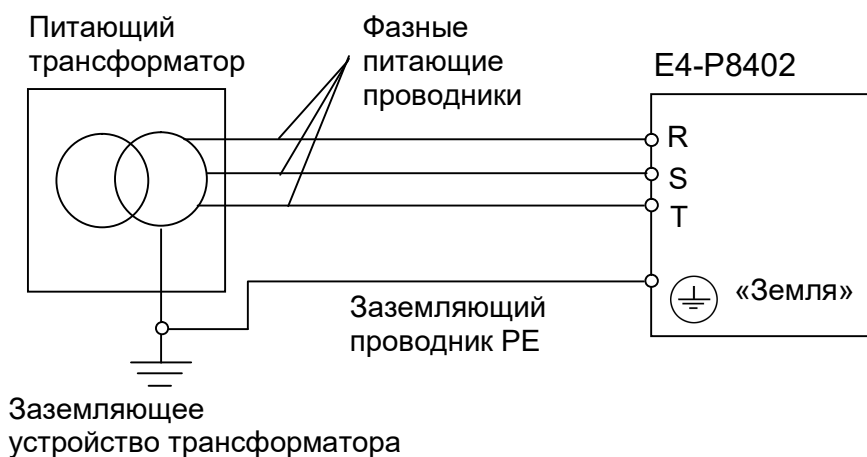 Питающий
трансформатор
Фазные
питающие
проводники
E4-P8402
R
S
T
«Земля»
Заземляющий
проводник PE
Заземляющее
устройство трансформатора